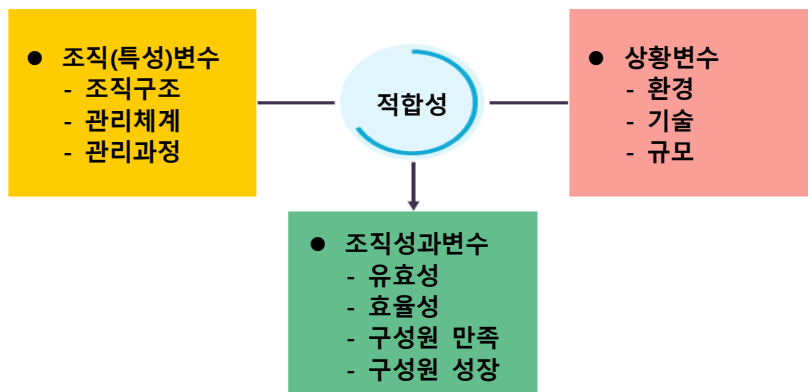 ● 조직(특성)변수
- 조직구조
- 관리체계
- 관리과정
적합성
● 상황변수
- 환경
- 기술
- 규모
● 조직성과변수
- 유효성
- 효율성
- 구성원 만족
- 구성원 성장